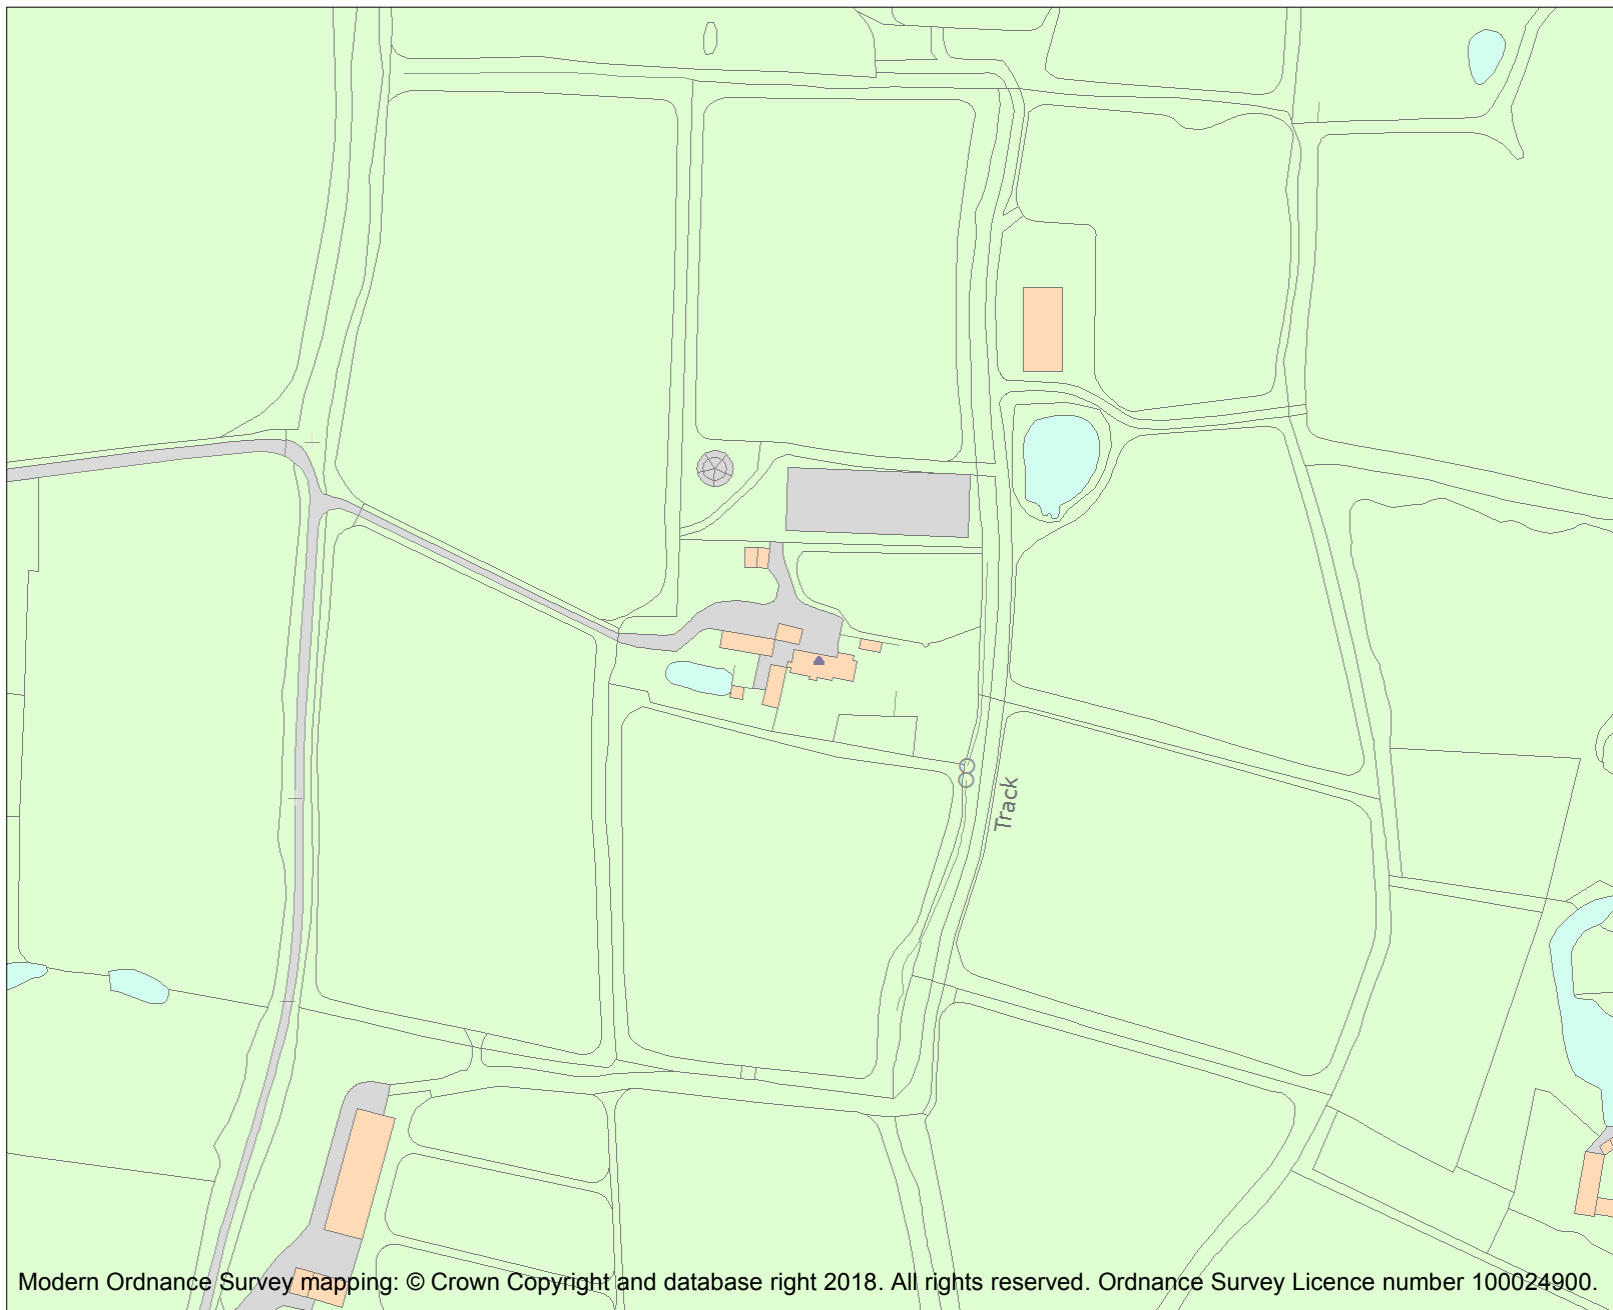 Track
Modern Ordnance Survey mapping: © Crown Copyright and database right 2018. All rights reserved. Ordnance Survey Licence number 100024900.